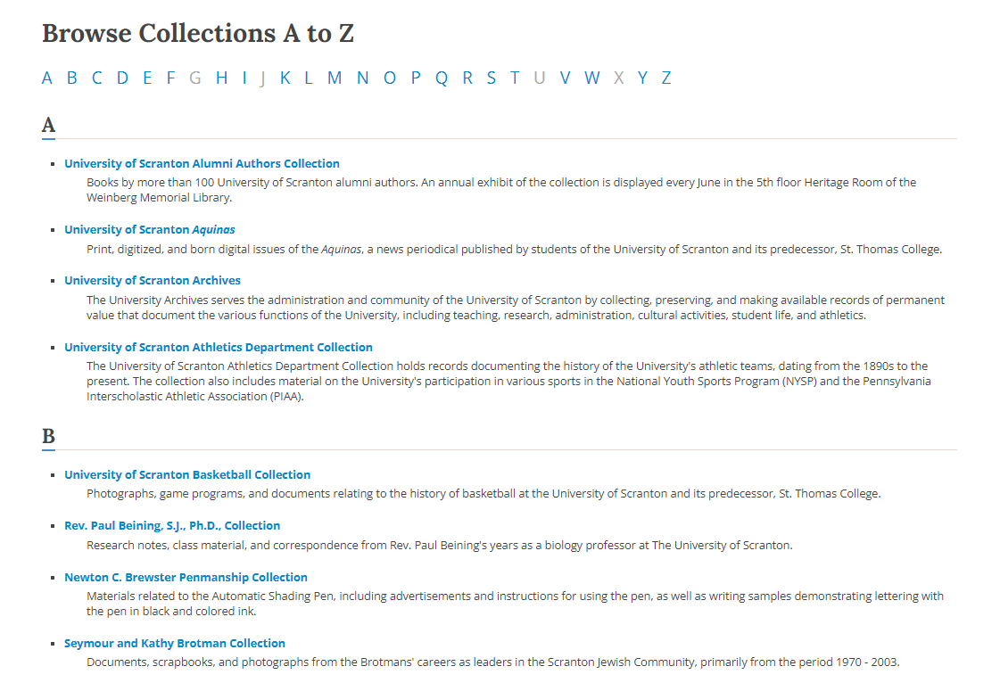 Browse Collections A to Z
A B C D E F G H I J K L M N O P Q R S T U V W X Y Z
A
University of Scranton Alumni Authors Collection
Books by more than 100 University of Scranton alumni authors. An annual exhibit of the collection is displayed every June in the 5th floor Heritage Room of the
Weinberg Memorial Library.
University of Scranton Aquinas
Print, digitized, and born digital issues of the Aquinas, a news periodical published by students of the University of Scranton and its predecessor, St. Thomas College.
University of Scranton Archives
The University Archives serves the administration and community of the University of Scranton by collecting, preserving, and making available records of permanent
value that document the various functions of the University, including teaching, research, administration, cultural activities, student life, and athletics.
University of Scranton Athletics Department Collection
The University of Scranton Athletics Department Collection holds records documenting the history of the University's athletic teams, dating from the 1890s to the
present. The collection also includes material on the University's participation in various sports in the National Youth Sports Program (NYSP) and the Pennsylvania
Interscholastic Athletic Association (PIAA).
B
University of Scranton Basketball Collection
Photographs, game programs, and documents relating to the history of basketball at the University of Scranton and its predecessor, St. Thomas College.
Rev. Paul Beining, S.J., Ph.D., Collection
Research notes, class material, and correspondence from Rev. Paul Beining's years as a biology professor at The University of Scranton.
Newton C. Brewster Penmanship Collection
Materials related to the Automatic Shading Pen, including advertisements and instructions for using the pen, as well as writing samples demonstrating lettering with
the pen in black and colored ink.
Seymour and Kathy Brotman Collection
Documents, scrapbooks, and photographs from the Brotmans' careers as leaders in the Scranton Jewish Community, primarily from the period 1970 - 2003.